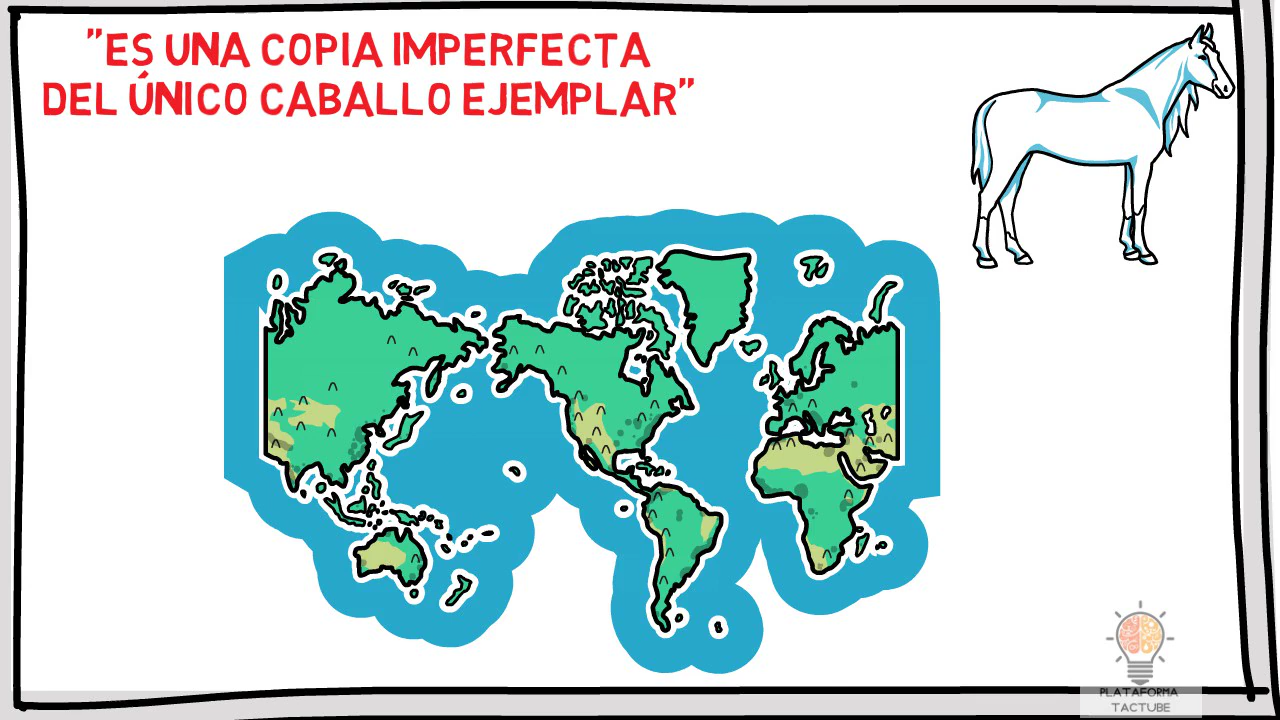 "ES UNA COPIA IMPERFECTA
DEL ÚNICO CABALLO EJEMPLAR"
PLATAFORMA
TACTUBE